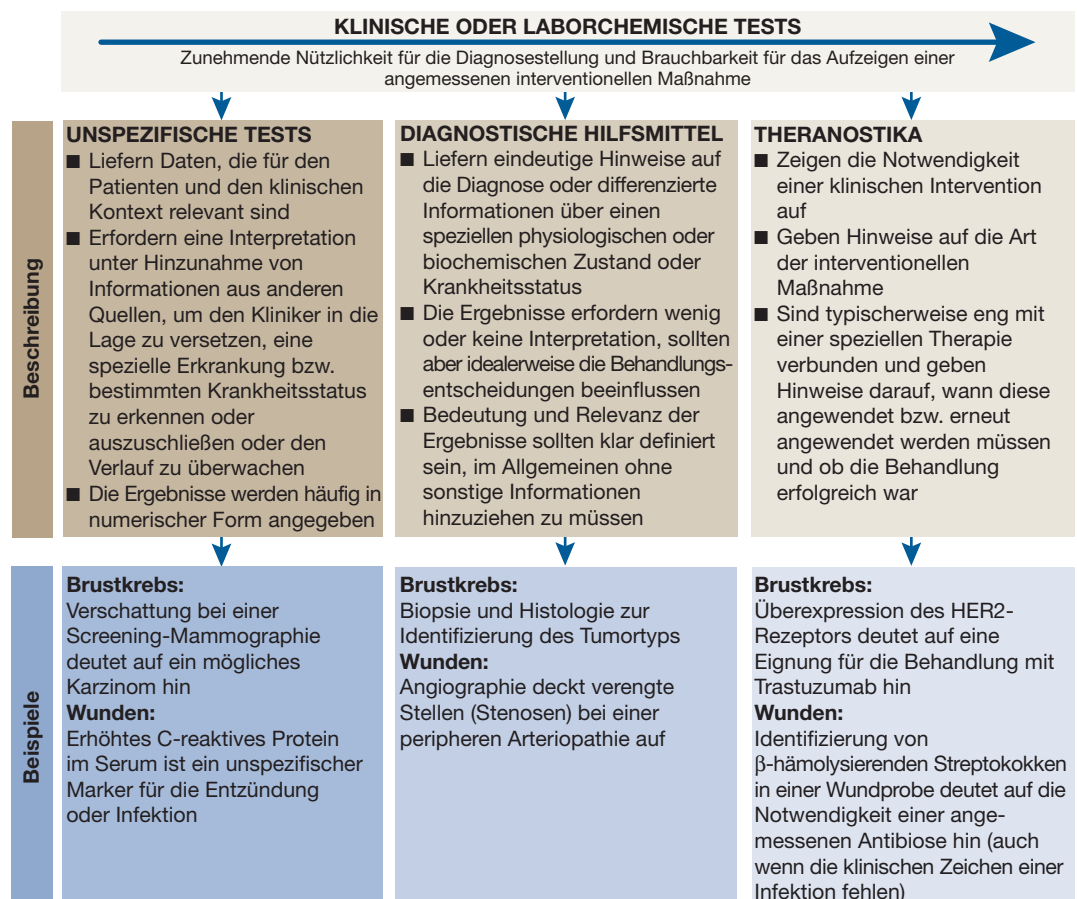 KLINISCHE ODER LABORCHEMISCHE TESTS
Zunehmende Nützlichkeit für die Diagnosestellung und Brauchbarkeit für das Aufzeigen einer
angemessenen interventionellen Maßnahme
Beschreibung
UNSPEZIFISCHE TESTS
■ Liefern Daten, die für den
Patienten und den klinischen
Kontext relevant sind
■ Erfordern eine Interpretation
unter Hinzunahme von
Informationen aus anderen
Quellen, um den Kliniker in die
Lage zu versetzen, eine
spezielle Erkrankung bzw.
bestimmten Krankheitsstatus
zu erkennen oder
auszuschließen oder den
Verlauf zu überwachen
■ Die Ergebnisse werden häufig in
numerischer Form angegeben
DIAGNOSTISCHE HILFSMITTEL
■ Liefern eindeutige Hinweise auf
die Diagnose oder differenzierte
Informationen über einen
speziellen physiologischen oder
biochemischen Zustand oder
Krankheitsstatus
■ Die Ergebnisse erfordern wenig
oder keine Interpretation, sollten
aber idealerweise die Behandlungs-
entscheidungen beeinflussen
■ Bedeutung und Relevanz der
Ergebnisse sollten klar definiert
sein, im Allgemeinen ohne
sonstige Informationen
hinzuziehen zu müssen
THERANOSTIKA
■ Zeigen die Notwendigkeit
einer klinischen Intervention
auf
■ Geben Hinweise auf die Art
der interventionellen
Maßnahme
■ Sind typischerweise eng mit
einer speziellen Therapie
verbunden und geben
Hinweise darauf, wann diese
angewendet bzw. erneut
angewendet werden müssen
und ob die Behandlung
erfolgreich war
Beispiele
Brustkrebs:
Verschattung bei einer
Screening-Mammographie
deutet auf ein mögliches
Karzinom hin
Wunden:
Erhöhtes C-reaktives Protein
im Serum ist ein unspezifischer
Marker für die Entzündung
oder Infektion
Brustkrebs:
Biopsie und Histologie zur
Identifizierung des Tumortyps
Wunden:
Angiographie deckt verengte
Stellen (Stenosen) bei einer
peripheren Arteriopathie auf
Brustkrebs:
Überexpression des HER2-
Rezeptors deutet auf eine
Eignung für die Behandlung mit
Trastuzumab hin
Wunden:
Identifizierung von
β-hämolysierenden Streptokokken
in einer Wundprobe deutet auf die
Notwendigkeit einer ange-
messenen Antibiose hin (auch
wenn die klinischen Zeichen einer
Infektion fehlen)